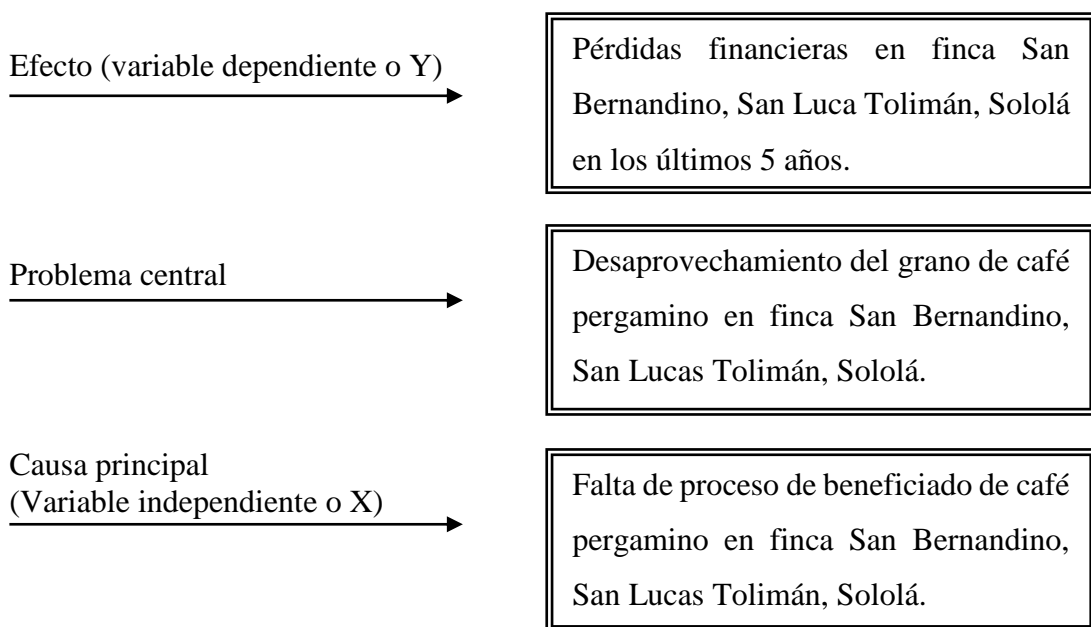 Efecto (variable dependiente o Y)
Pérdidas financieras en finca San
Bernandino, San Luca Tolimán, Sololá
en los últimos 5 años.
Problema central
Desaprovechamiento del grano de café
pergamino en finca San Bernandino,
San Lucas Tolimán, Sololá.
Causa principal
(Variable independiente o X)
Falta de proceso de beneficiado de café
pergamino en finca San Bernandino,
San Lucas Tolimán, Sololá.